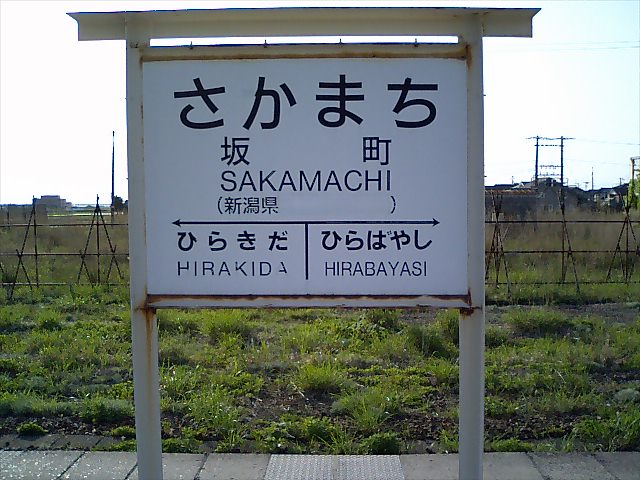 さかまち
坂 町
SAKAMACHI
(新潟県 )
ひらきだ ひらばやし
HIRAKIDA HIRABAYASI